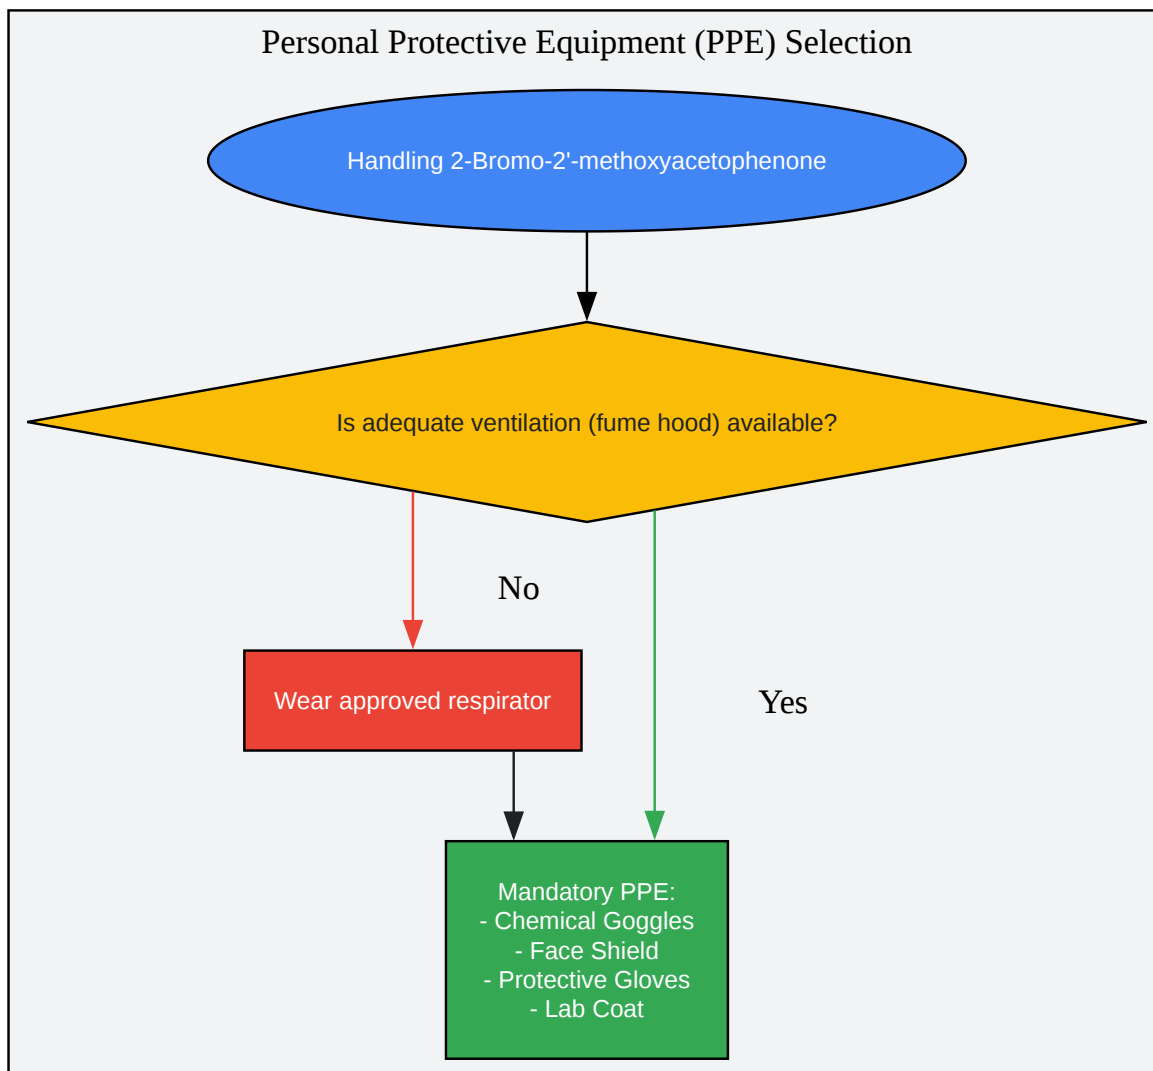 Personal Protective Equipment (PPE) Selection
Handling 2-Bromo-2'-methoxyacetophenone
Is adequate ventilation (fume hood) available?
No
Wear approved respirator
Yes
Mandatory PPE:
- Chemical Goggles
- Face Shield
- Protective Gloves
- Lab Coat